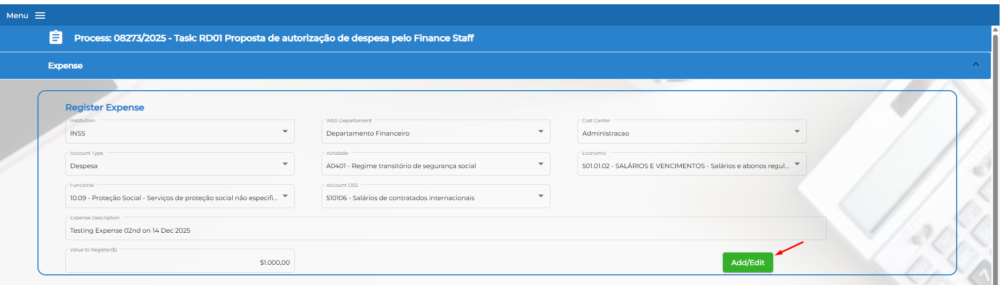 Menu
Process: 08273/2025 - Task: RD01 Proposta de autorização de despesa pelo Finance Staff
Expense
Register Expense
Institution
INSS
INSS Departament
Departamento Financeiro
Cost Center
Administracao
Account Type
Despesa
Actidade
A0401 - Regime transitório de segurança social
Economic
501.01.02 - SALÁRIOS E VENCIMENTOS - Salários e abonos regul...
Funcional
10.09 - Proteção Social - Serviços de proteção social não especifi...
Account OSS
510106 - Salários de contratados internacionais
Expense Description
Testing Expense 02nd on 14 Dec 2025
Value to Register($)
$1.000,00
Add/Edit